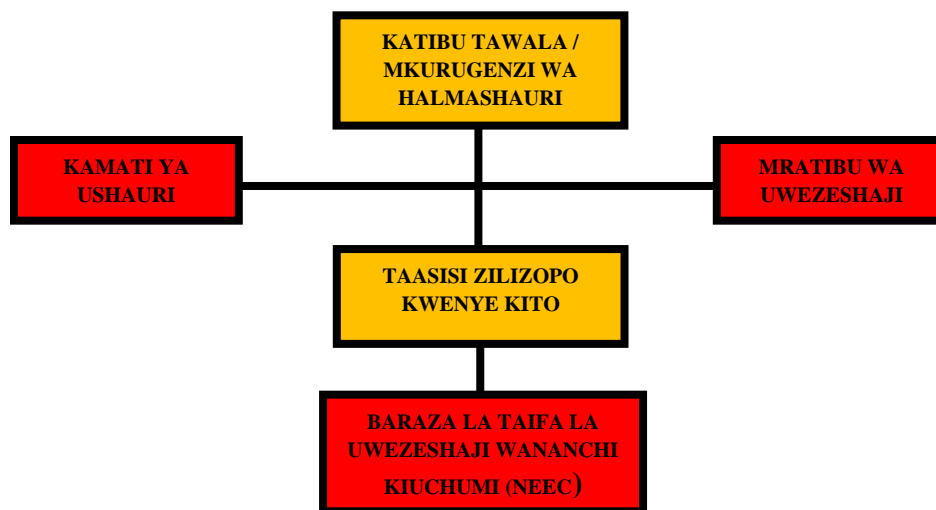 KATIBU TAWALA /
MKURUGENZI WA
HALMASHAURI
KAMATI YA
USHAURI
MRATIBU WA
UWEZESHAJI
TAASISI ZILIZOPO
KWENYE KITO
BARAZA LA TAIFA LA
UWEZESHAJI WANANCHI
KIUCHUMI (NEEC)